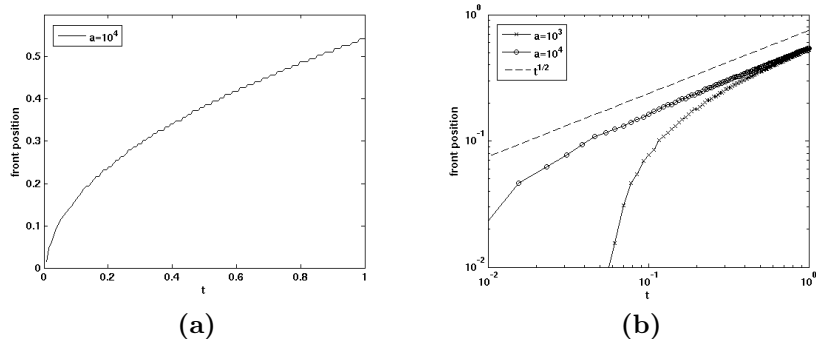 a=10^4
0.5
0.4
0.3
0.2
0.1
0
front position
0 0.2 0.4 0.6 0.8 1
t
(a)
a=10^3
a=10^4
t^1/2
10^0
10^-1
10^-2
front position
10^-2 10^-1 10^0
t
(b)